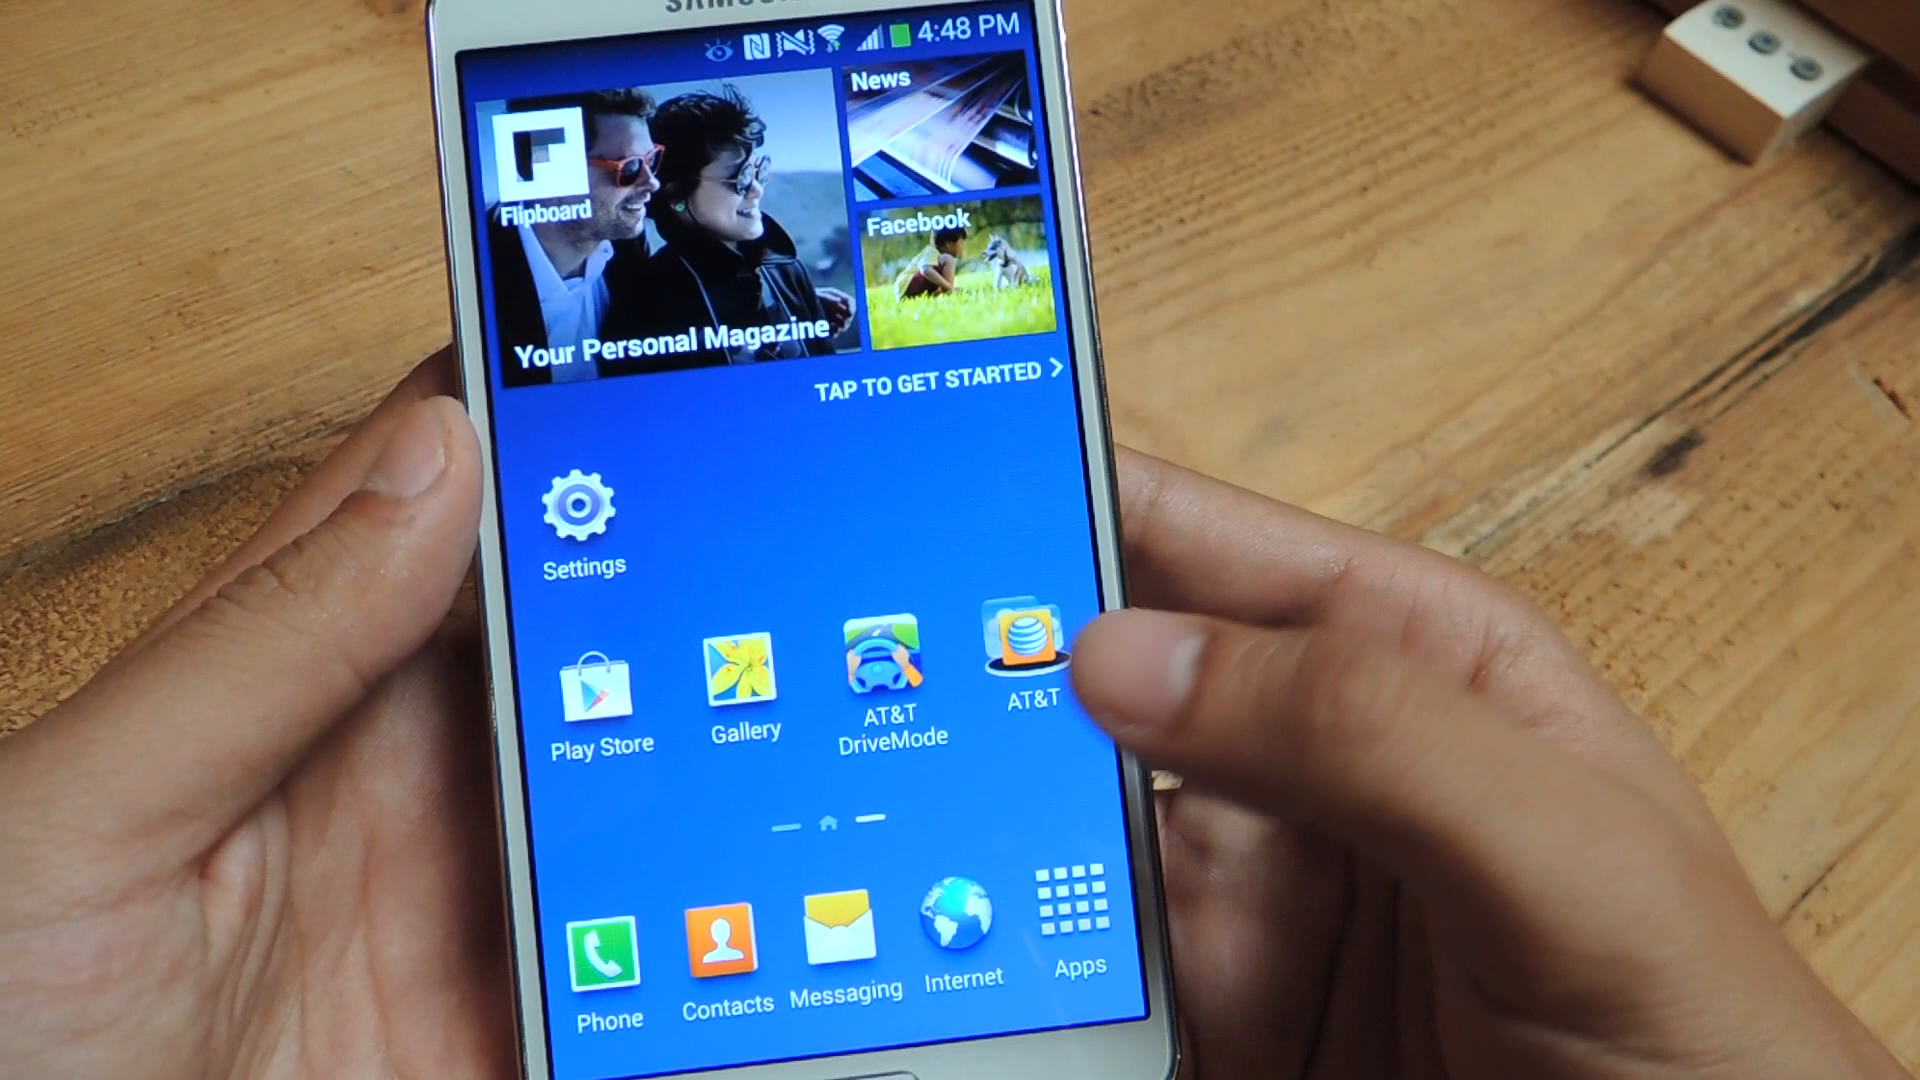 SAMSUNG
4:48 PM
News
Flipboard
Facebook
Your Personal Magazine
TAP TO GET STARTED
Settings
Play Store
Gallery
AT&T
DriveMode
AT&T
Phone
Contacts
Messaging
Internet
Apps